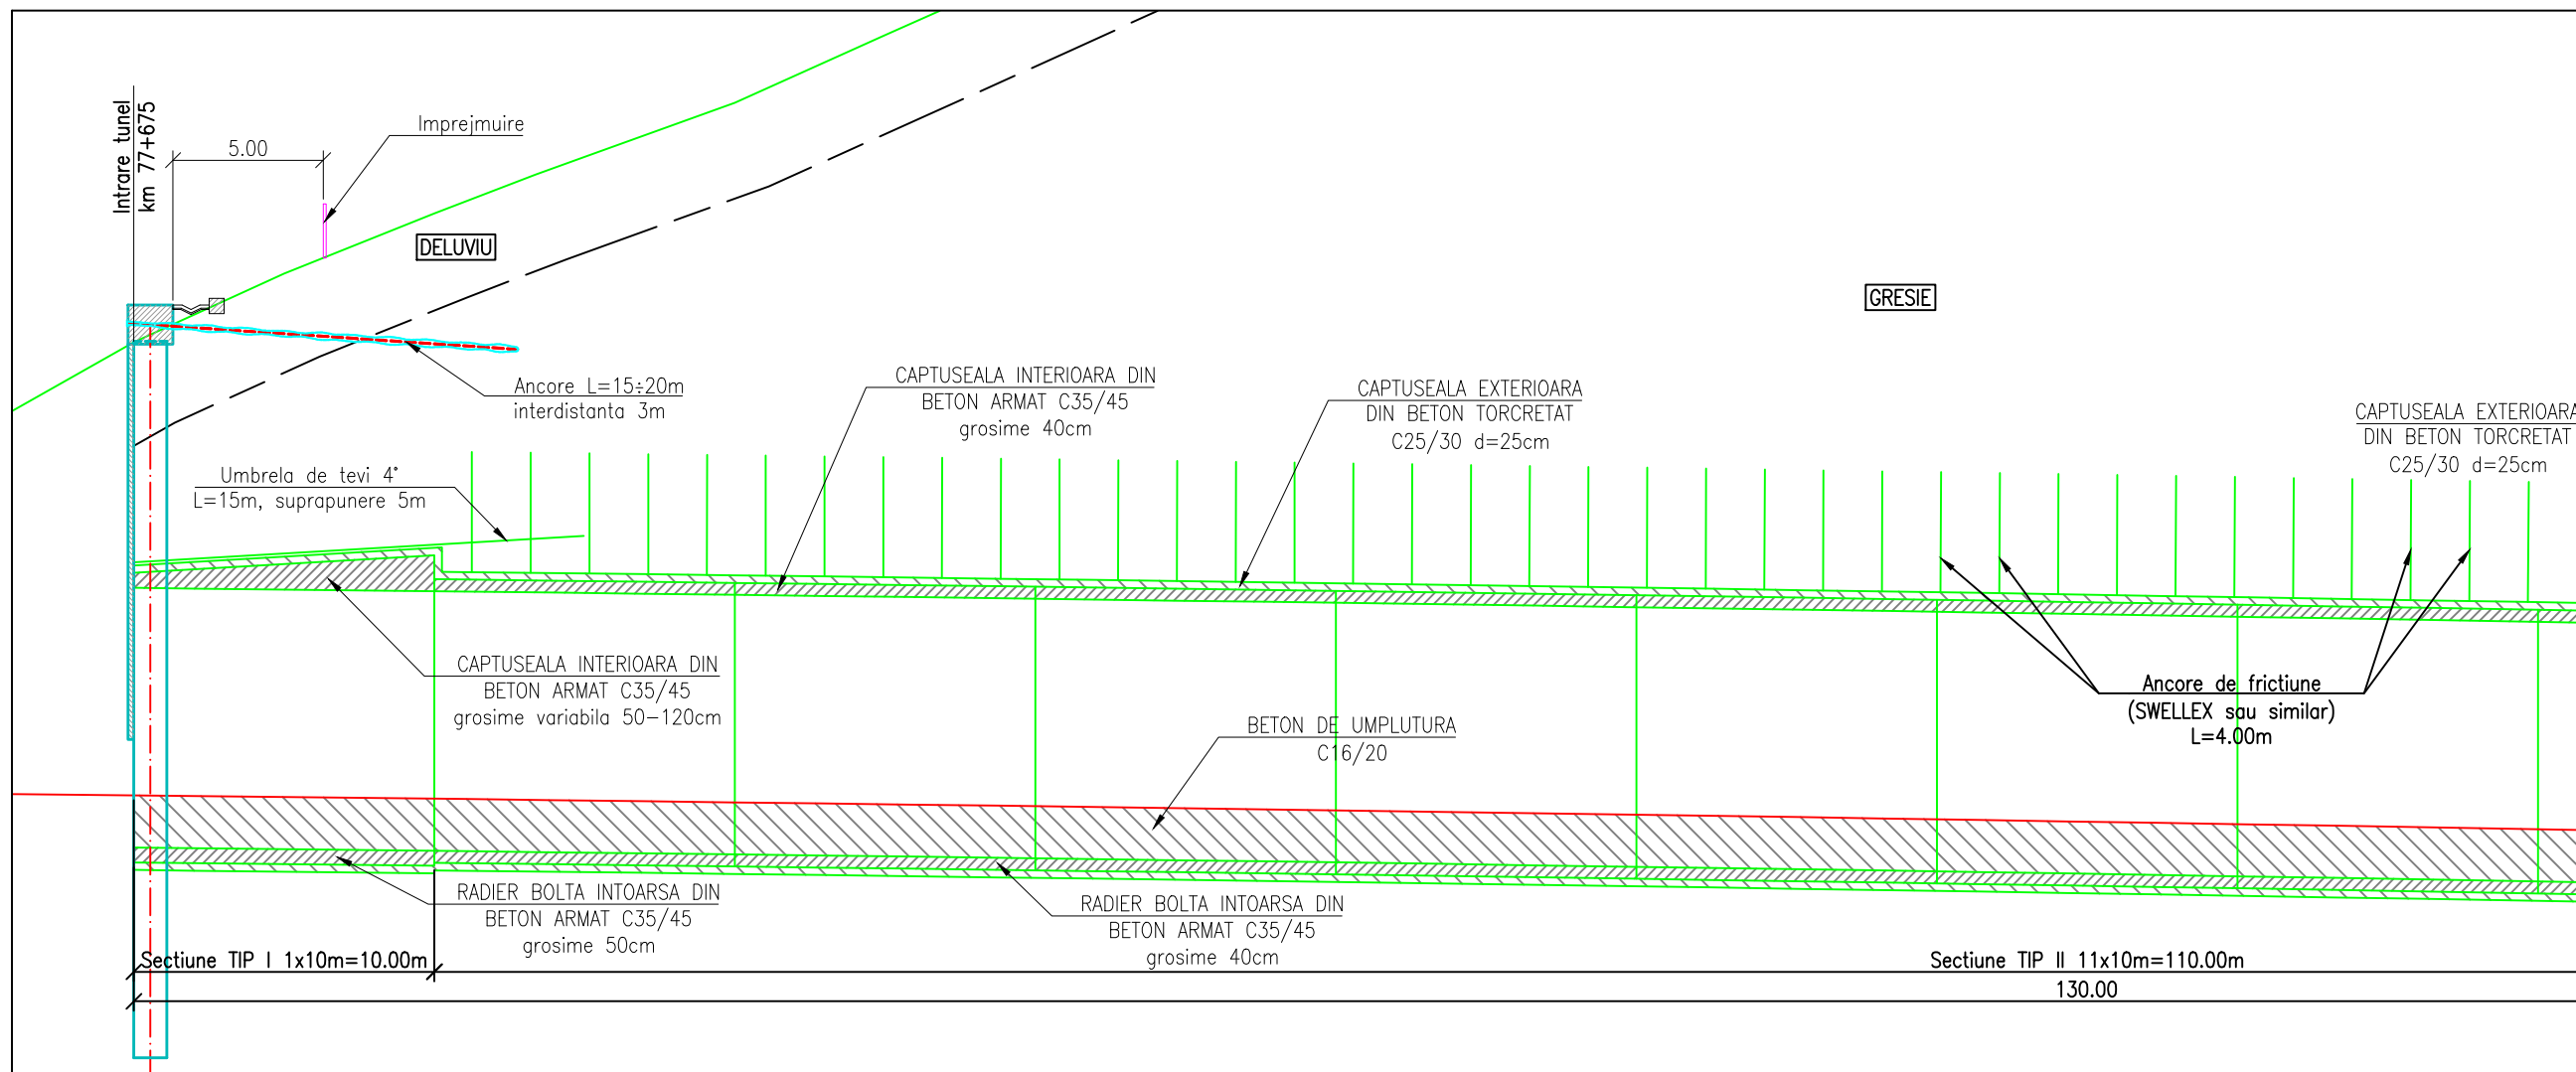 Intrare tunel
km 77+675
5.00
Imprejmuire
DELUVIU
GRESIE
Ancore L=15÷20m
interdistanta 3m
CAPTUSEALA INTERIOARA DIN
BETON ARMAT C35/45
grosime 40cm
CAPTUSEALA EXTERIOARA
DIN BETON TORCRETAT
C25/30 d=25cm
CAPTUSEALA EXTERIOARA
DIN BETON TORCRETAT
C25/30 d=25cm
Umbrela de tevi 4°
L=15m, suprapunere 5m
CAPTUSEALA INTERIOARA DIN
BETON ARMAT C35/45
grosime variabila 50-120cm
Ancore de frictiune
(SWELLEX sau similar)
L=4.00m
BETON DE UMPLUTURA
C16/20
RADIER BOLTA INTOARSA DIN
BETON ARMAT C35/45
grosime 50cm
RADIER BOLTA INTOARSA DIN
BETON ARMAT C35/45
grosime 40cm
Sectiune TIP I 1x10m=10.00m
Sectiune TIP II 11x10m=110.00m
130.00